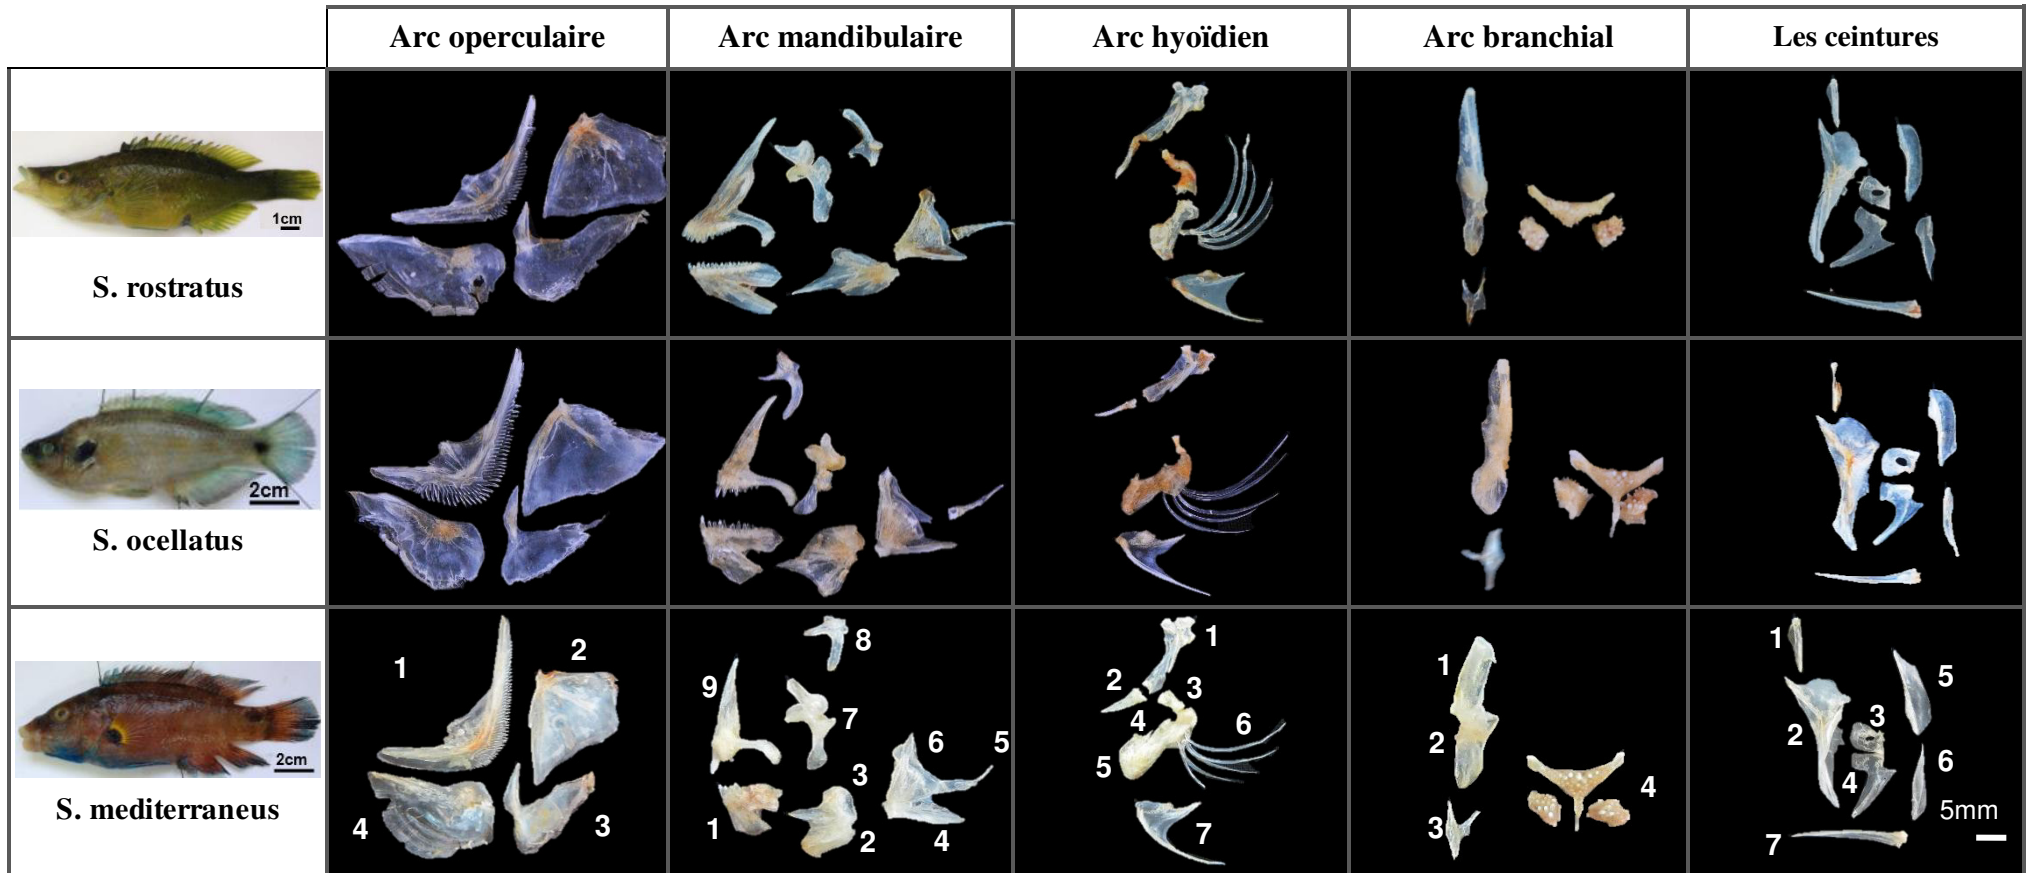 Arc operculaire
Arc mandibulaire
Arc hyoïdien
Arc branchial
Les ceintures
1cm
S. rostratus
2cm
S. ocellatus
2cm
S. mediterraneus
1
2
4
3
8
9
7
6
5
3
1
2
4
1
2
3
4
6
5
7
1
2
4
3
1
5
3
2
6
4
5mm
7